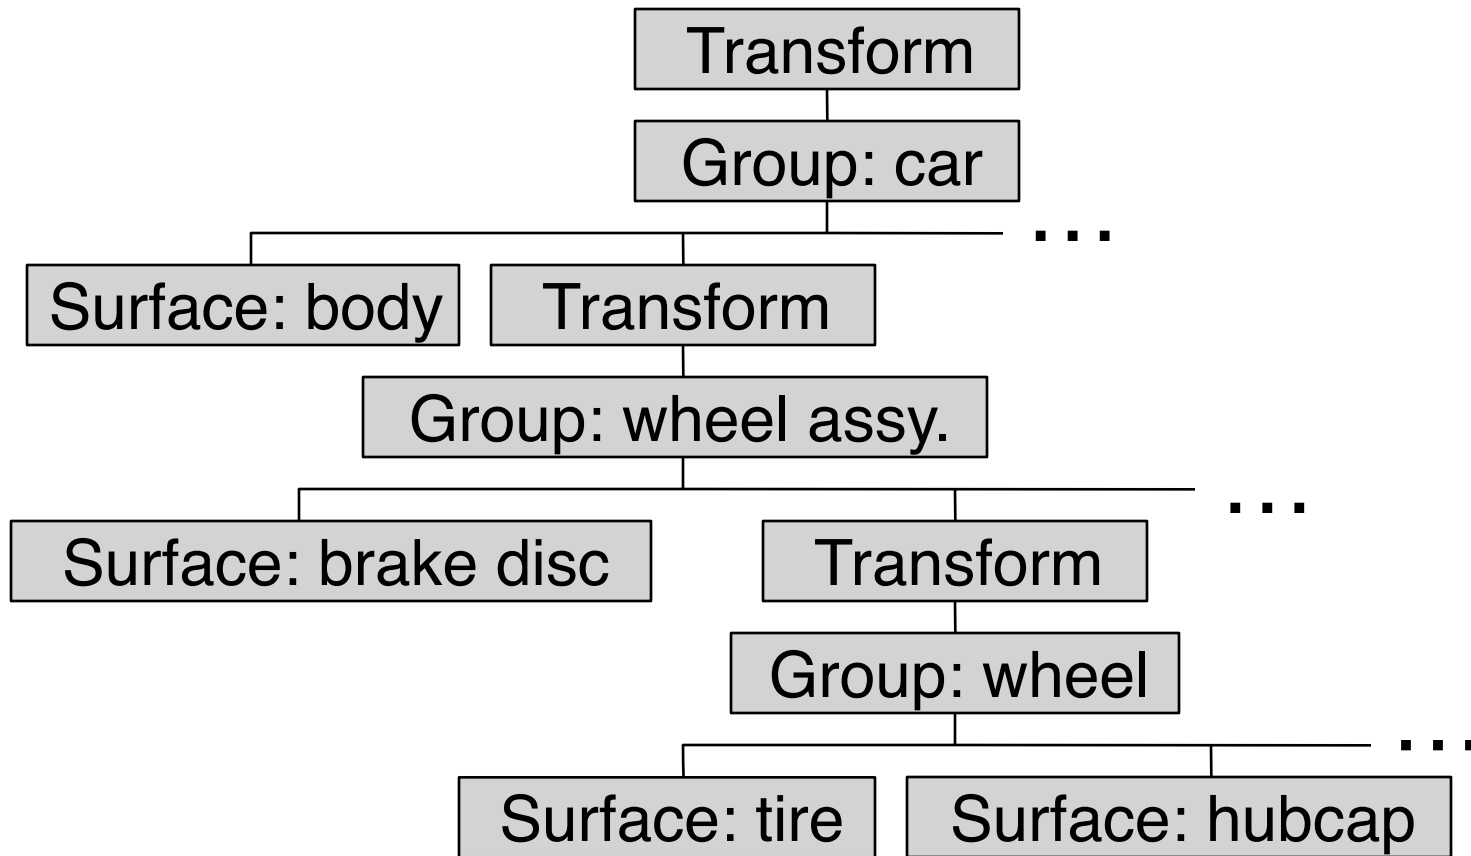 Transform
Group: car
...
Surface: body
Transform
Group: wheel assy.
...
Surface: brake disc
Transform
Group: wheel
...
Surface: tire
Surface: hubcap